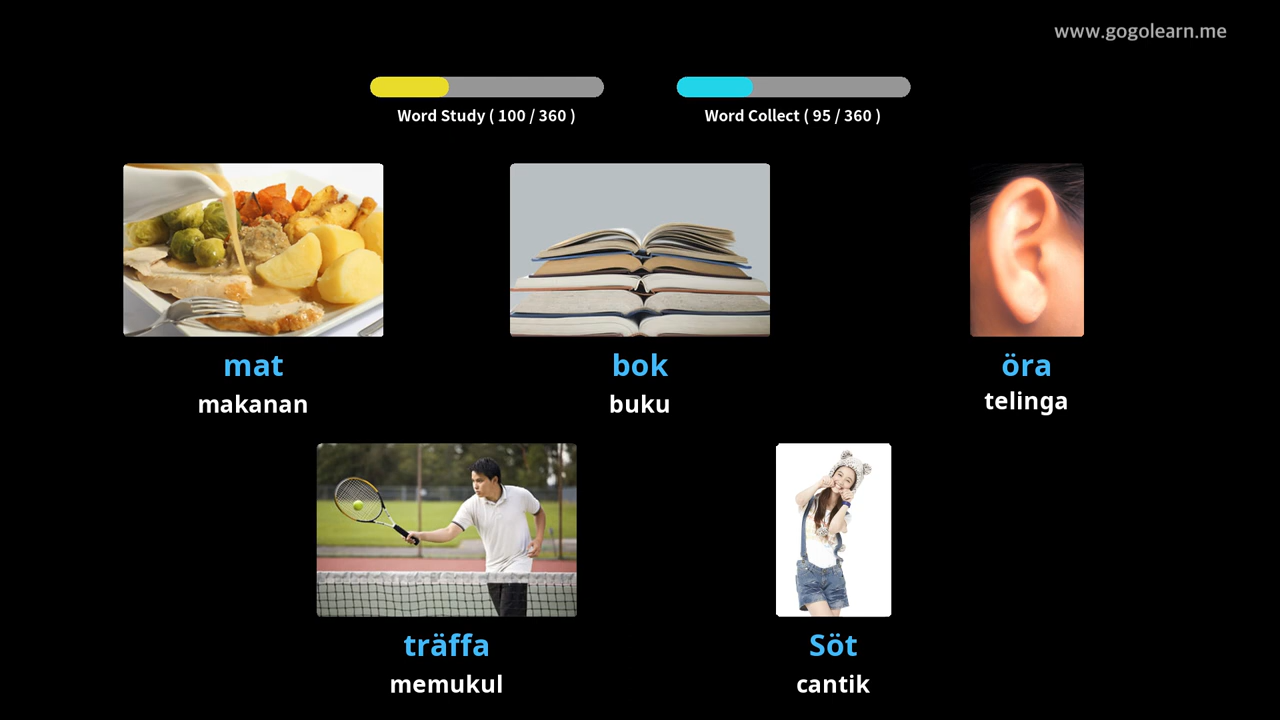 www.gogolearn.me
Word Study ( 100 / 360 )
Word Collect ( 95 / 360 )
mat
makanan
bok
buku
öra
telinga
träffa
memukul
Söt
cantik